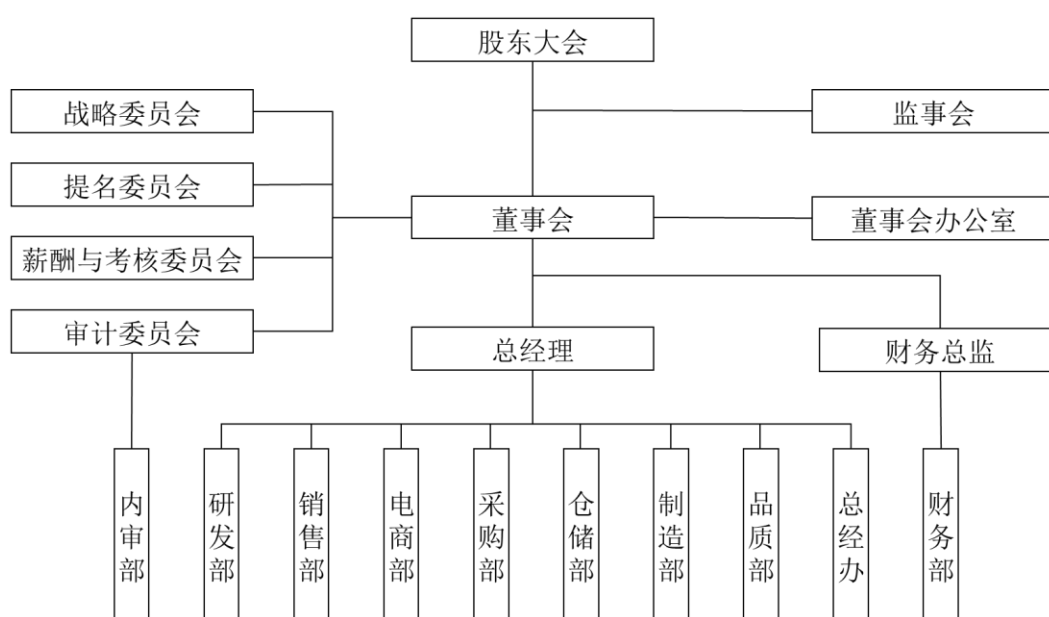 股东大会
战略委员会
监事会
提名委员会
董事会
董事会办公室
薪酬与考核委员会
审计委员会
总经理
财务总监
内审部
研发部
销售部
电商部
采购部
仓储部
制造部
品质部
总经办
财务部